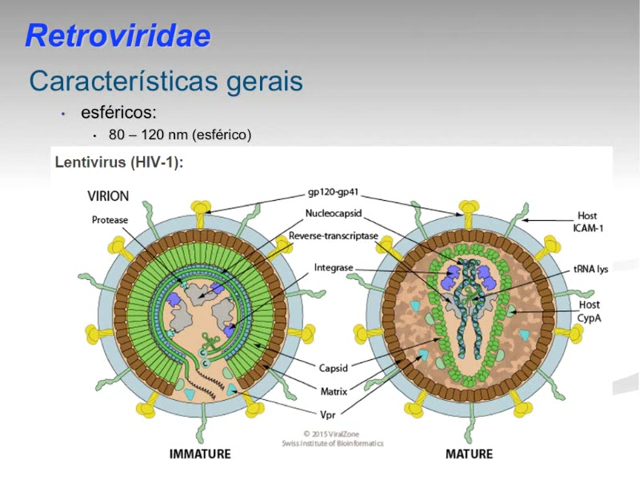 Retroviridae
Características gerais
• esféricos:
• 80 – 120 nm (esférico)
Lentivirus (HIV-1):
VIRION
gp120-gp41
Protease
Nucleocapsid
Host
ICAM-1
Reverse-transcriptase
Integrase
tRNA lys
Host
CypA
Capsid
Matrix
Vpr
© 2015 ViralZone
Swiss Institute of Bioinformatics
IMMATURE
MATURE